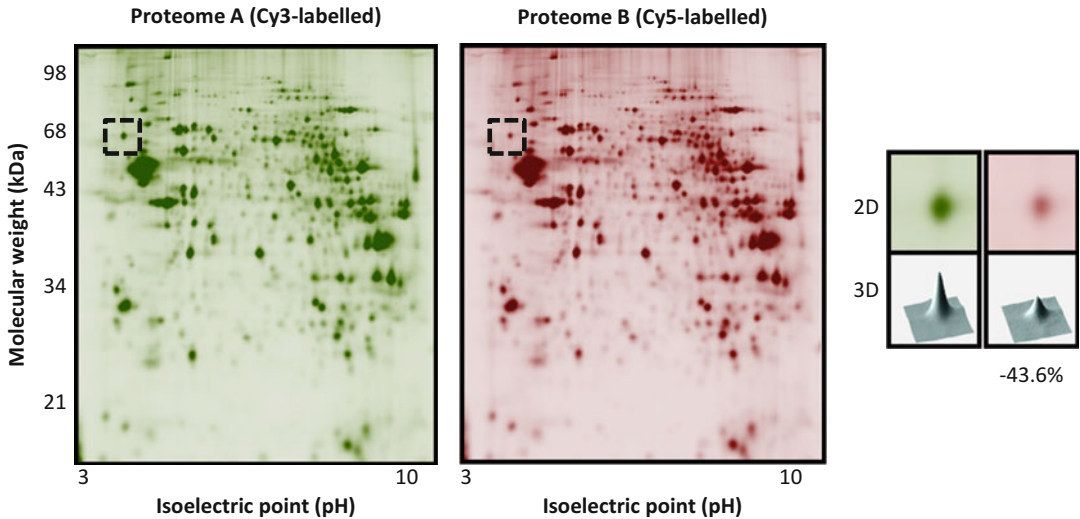 Proteome A (Cy3-labelled)
Proteome B (Cy5-labelled)
Molecular weight (kDa)
98
68
43
34
21
3
10
3
10
Isoelectric point (pH)
Isoelectric point (pH)
2D
3D
-43.6%